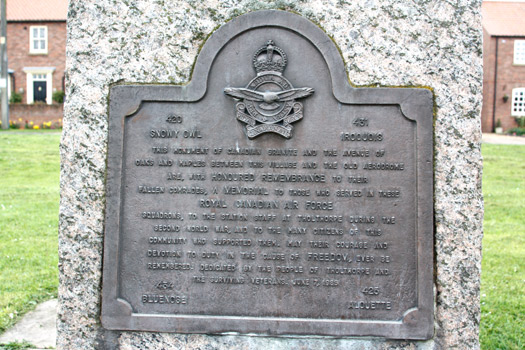 420 431
SNOWY OWL IROQUOIS
THIS MONUMENT OF CANADIAN GRANITE AND THE AVENUE OF
OAKS AND MAPLES BETWEEN THIS VILLAGE AND THE OLD AERODROME
ARE, WITH HONOURED REMEMBRANCE TO THEIR
FALLEN COMRADES, A MEMORIAL TO THOSE WHO SERVED IN THESE
ROYAL CANADIAN AIR FORCE
SQUADRONS, TO THE STATION STAFF AT THOLTHORPE DURING THE
SECOND WORLD WAR, AND TO THE MANY CITIZENS OF THIS
COMMUNITY WHO SUPPORTED THEM. MAY THEIR COURAGE AND
DEVOTION TO DUTY IN THE CAUSE OF FREEDOM, EVER BE
REMEMBERED. DEDICATED BY THE PEOPLE OF THOLTHORPE AND
THE SURVIVING VETERANS. JUNE 7, 1986
434 425
BLUENOSE ALOUETTE